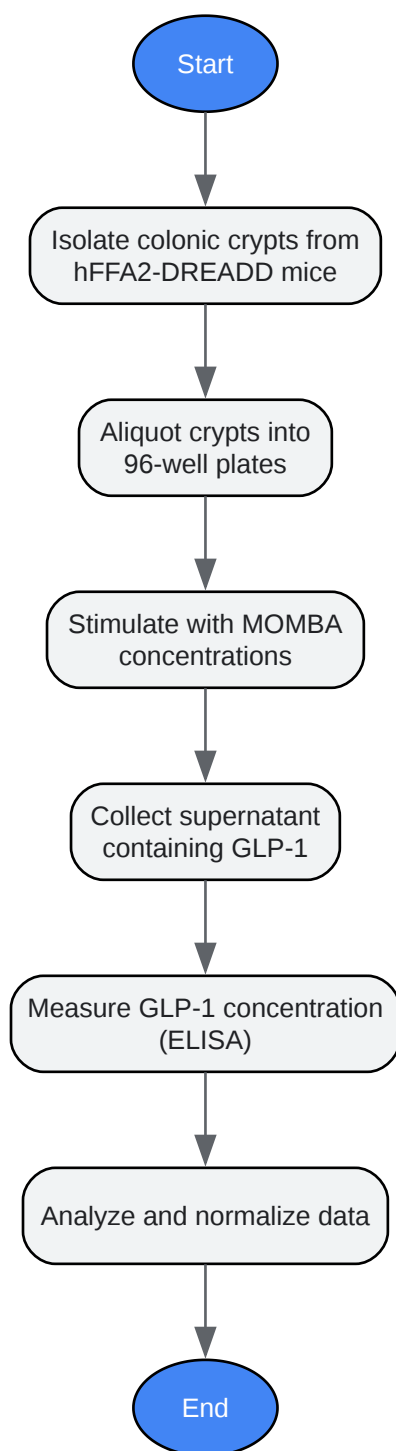 Start
Isolate colonic crypts from
hFFA2-DREADD mice
Aliquot crypts into
96-well plates
Stimulate with MOMBA
concentrations
Collect supernatant
containing GLP-1
Measure GLP-1 concentration
(ELISA)
Analyze and normalize data
End